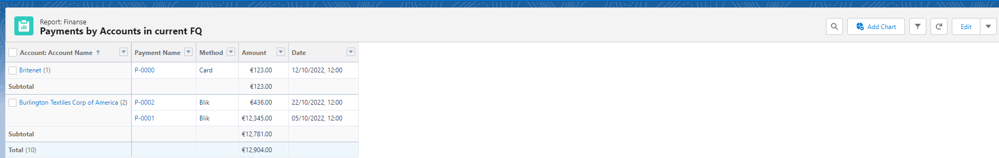 Report: Finanse
Payments by Accounts in current FQ
Add Chart
Edit
Account: Account Name ↑ Payment Name Method Amount Date
Britenet (1) P-0000 Card €123.00 12/10/2022, 12:00
Subtotal €123.00
Burlington Textiles Corp of America (2) P-0002 Blik €436.00 22/10/2022, 12:00
P-0001 Blik €12,345.00 05/10/2022, 12:00
Subtotal €12,781.00
Total (10) €12,904.00